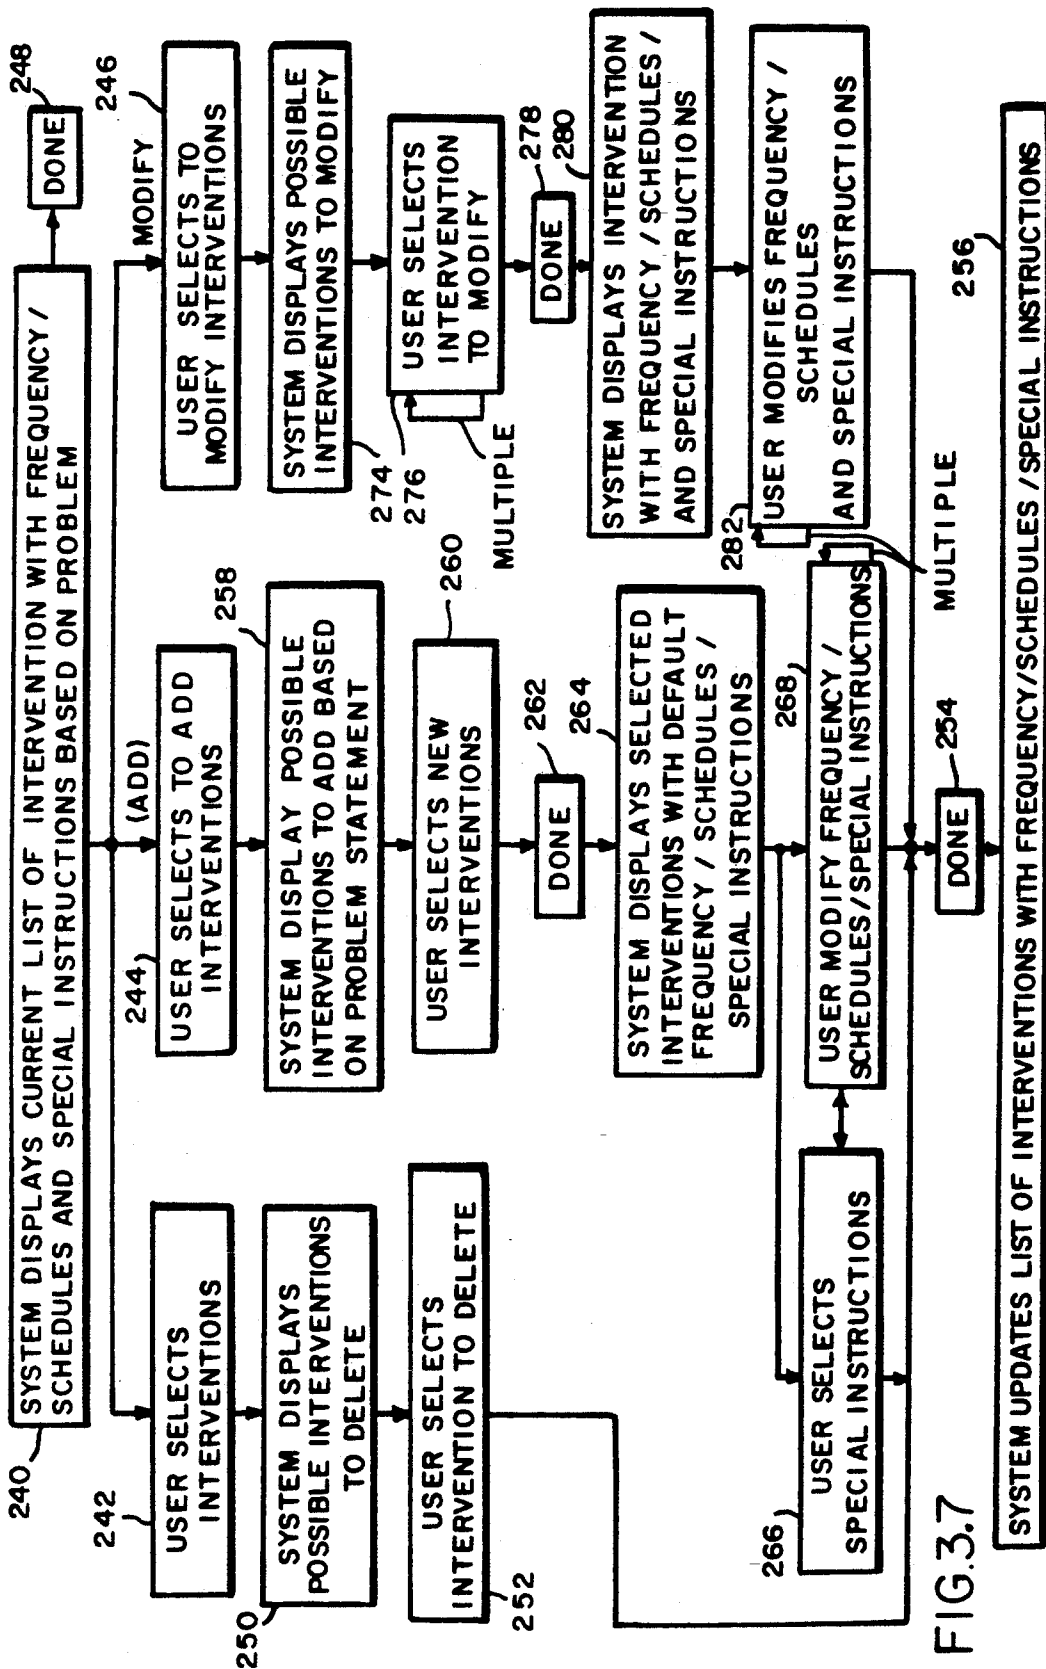 240
SYSTEM DISPLAYS CURRENT LIST OF INTERVENTION WITH FREQUENCY /
SCHEDULES AND SPECIAL INSTRUCTIONS BASED ON PROBLEM
248
DONE
242
USER SELECTS
INTERVENTIONS
250
SYSTEM DISPLAYS
POSSIBLE INTERVENTIONS
TO DELETE
USER SELECTS
INTERVENTION TO DELETE
252
(ADD)
244
USER SELECTS TO ADD
INTERVENTIONS
258
SYSTEM DISPLAY POSSIBLE
INTERVENTIONS TO ADD BASED
ON PROBLEM STATEMENT
260
USER SELECTS NEW
INTERVENTIONS
262
DONE
264
SYSTEM DISPLAYS SELECTED
INTERVENTIONS WITH DEFAULT
FREQUENCY / SCHEDULES /
SPECIAL INSTRUCTIONS
266
USER SELECTS
SPECIAL INSTRUCTIONS
268
USER MODIFY FREQUENCY /
SCHEDULES/SPECIAL INSTRUCTIONS
MODIFY
246
USER SELECTS TO
MODIFY INTERVENTIONS
SYSTEM DISPLAYS POSSIBLE
INTERVENTIONS TO MODIFY
274
276
USER SELECTS
INTERVENTION
TO MODIFY
MULTIPLE
278
DONE
280
SYSTEM DISPLAYS INTERVENTION
WITH FREQUENCY /SCHEDULES /
AND SPECIAL INSTRUCTIONS
282
USER MODIFIES FREQUENCY /
SCHEDULES
AND SPECIAL INSTRUCTIONS
MULTIPLE
254
DONE
256
SYSTEM UPDATES LIST OF INTERVENTIONS WITH FREQUENCY/SCHEDULES /SPECIAL INSTRUCTIONS
FIG.3.7